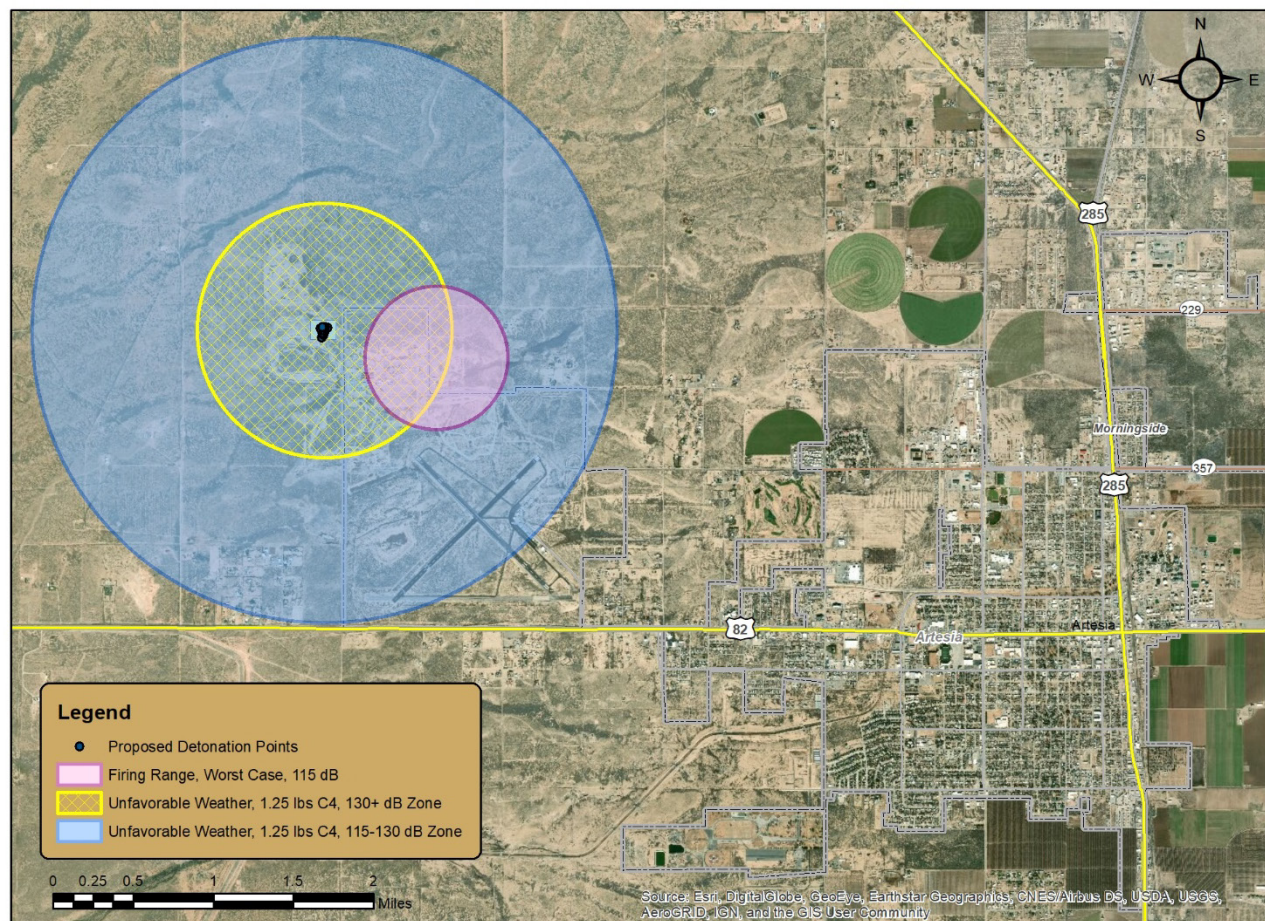 N
W E
S
285
229
Morningside
357
285
82
Artesia
Artesia
Legend
Proposed Detonation Points
Firing Range, Worst Case, 115 dB
Unfavorable Weather, 1.25 lbs C4, 130+ dB Zone
Unfavorable Weather, 1.25 lbs C4, 115-130 dB Zone
0 0.25 0.5 1 1.5 2
Miles
Source: Esri, DigitalGlobe, GeoEye, Earthstar Geographics, CNES/Airbus DS, USDA, USGS,
AeroGRID, IGN, and the GIS User Community